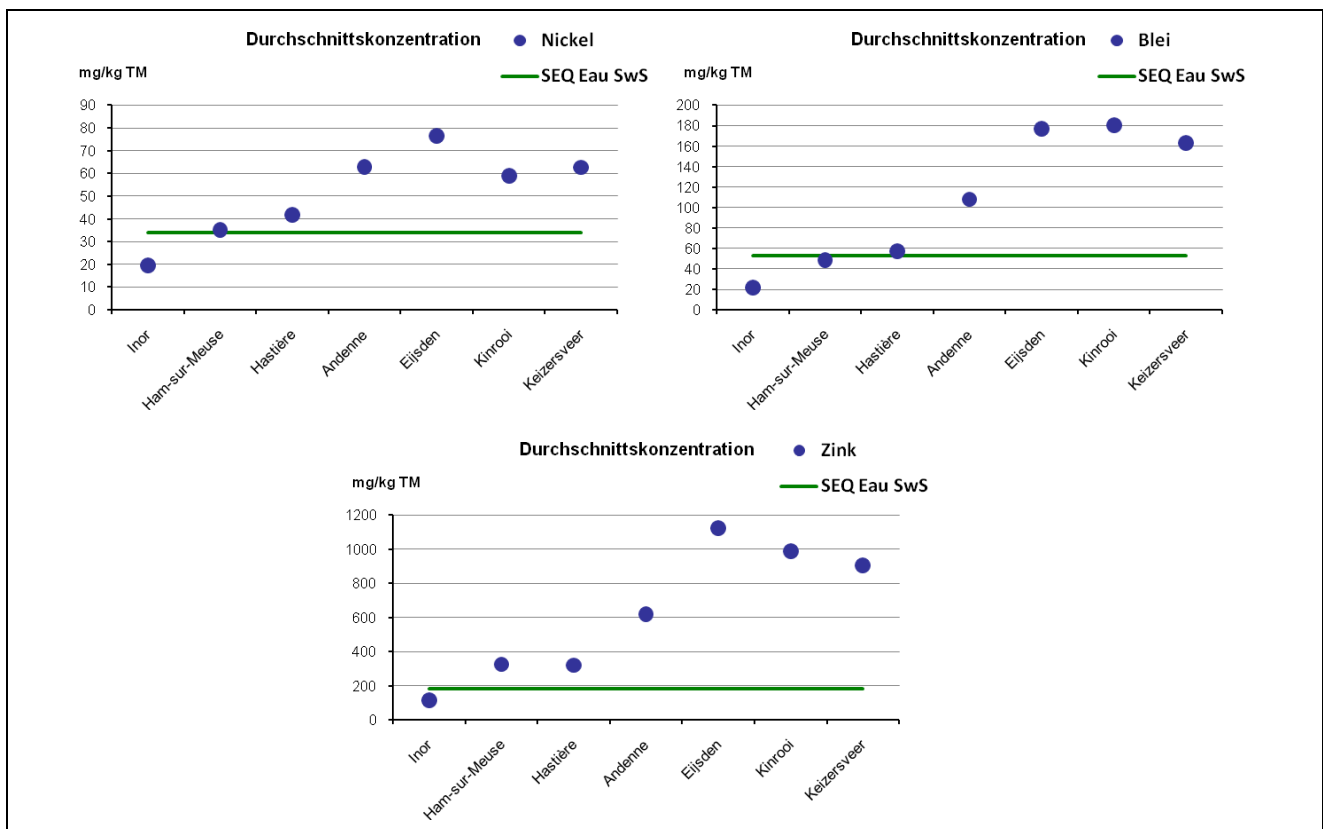 Durchschnittskonzentration Nickel
mg/kg TM SEQ Eau SwS
90
80
70
60
50
40
30
20
10
0
Inor
Ham-sur-Meuse
Hastière
Andenne
Eijsden
Kinrooi
Keizersveer
Durchschnittskonzentration Blei
mg/kg TM SEQ Eau SwS
200
180
160
140
120
100
80
60
40
20
0
Inor
Ham-sur-Meuse
Hastière
Andenne
Eijsden
Kinrooi
Keizersveer
Durchschnittskonzentration Zink
mg/kg TM SEQ Eau SwS
1200
1000
800
600
400
200
0
Inor
Ham-sur-Meuse
Hastière
Andenne
Eijsden
Kinrooi
Keizersveer